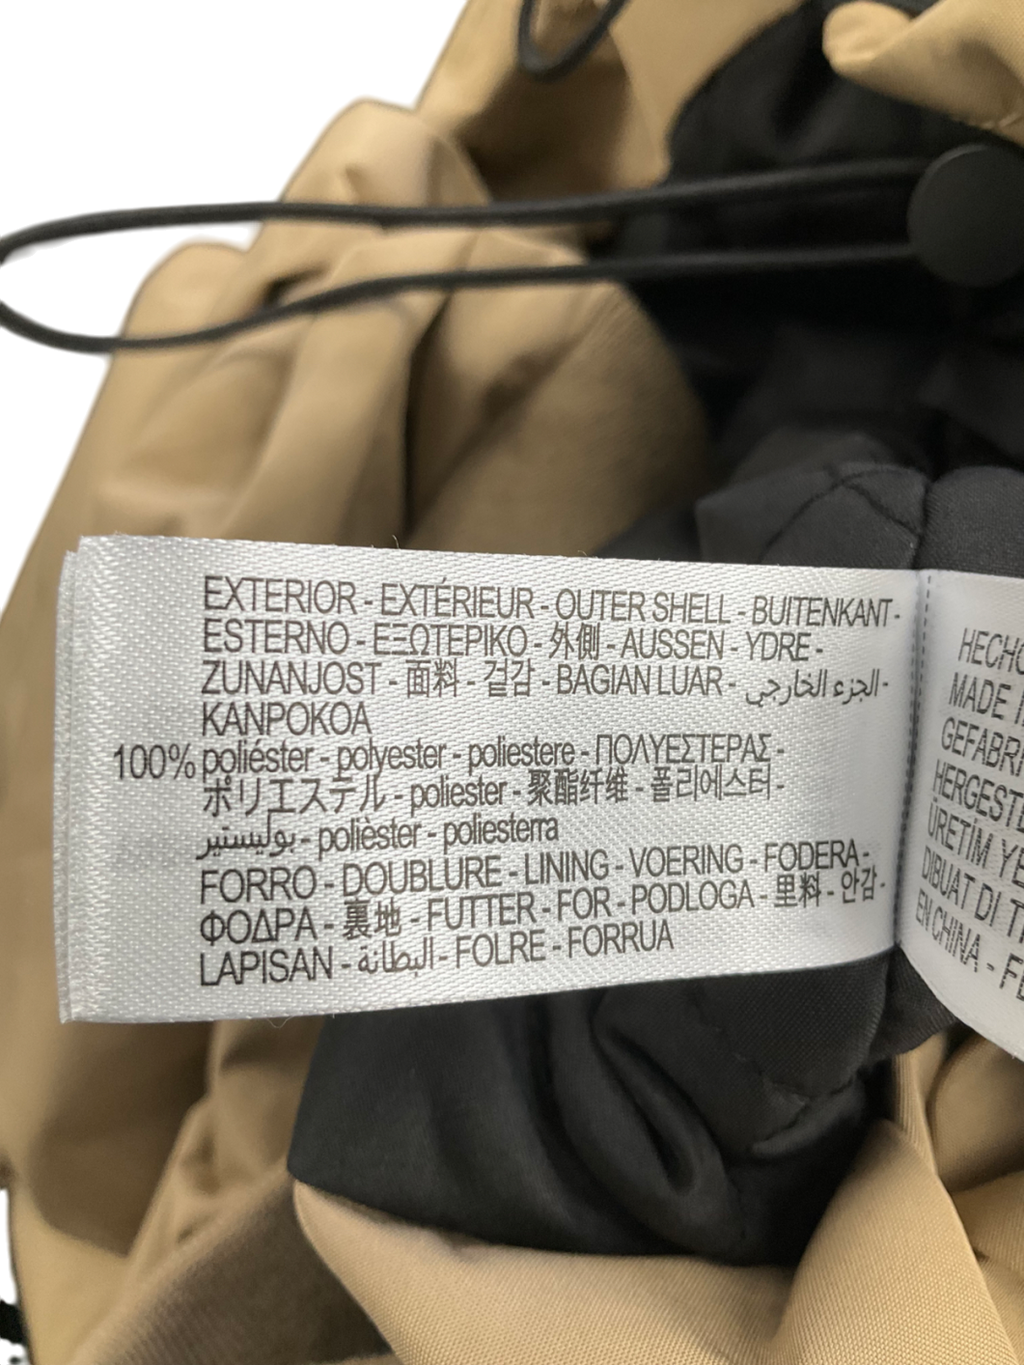 EXTERIOR - EXTÉRIEUR - OUTER SHELL - BUITENKANT -
ESTERNO - ΕΞΩΤΕΡΙΚΟ - 外側 - AUSSEN - YDRE -
ZUNANJOST - 面料 - 겉감 - BAGIAN LUAR - الجزء الخارجي -
KANPOKOA
100% poliéster - polyester - poliestere - ΠΟΛΥΕΣΤΕΡΑΣ -
ポリエステル - poliester - 聚酯纤维 - 폴리에스터 -
بوليستير - polièster - poliesterra
FORRO - DOUBLURE - LINING - VOERING - FODERA -
ΦΟΔΡΑ - 裏地 - FUTTER - FOR - PODLOGA - 里料 - 안감 -
LAPISAN - البطانة - FOLRE - FORRUA
HECHO
MADE
GEFABRI
HERGESTE
ÜRETİM YE
DIBUAT DI
EN CHINA - FE